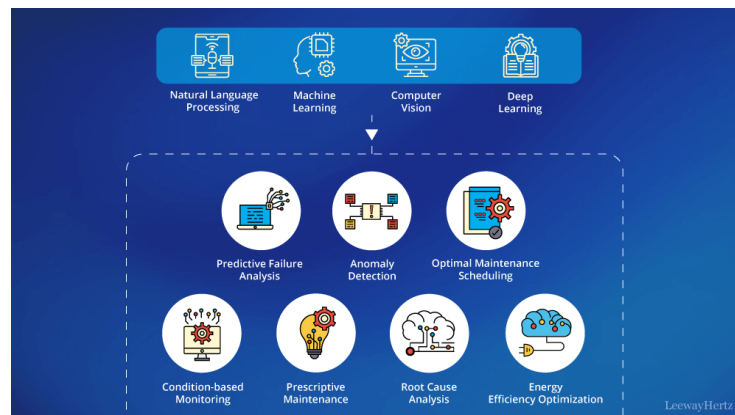 Natural Language
Processing
Machine
Learning
Computer
Vision
Deep
Learning
Predictive Failure
Analysis
Anomaly
Detection
Optimal Maintenance
Scheduling
Condition-based
Monitoring
Prescriptive
Maintenance
Root Cause
Analysis
Energy
Efficiency Optimization
LeewayHertz